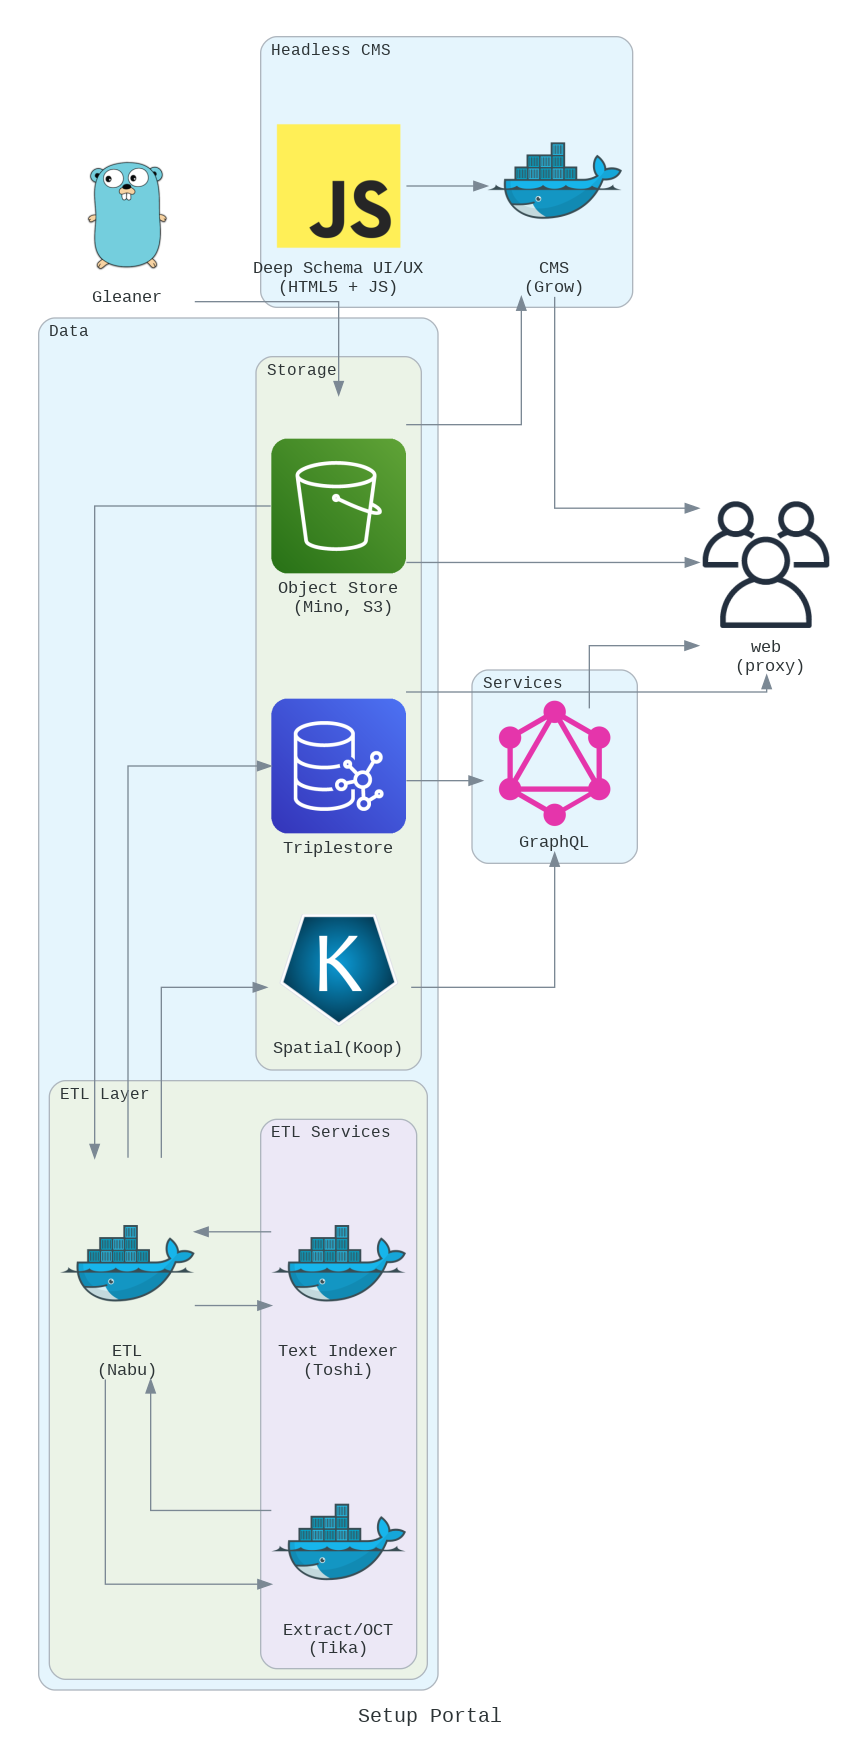 Headless CMS
JS
Deep Schema UI/UX
(HTML5 + JS)
CMS
(Grow)
Gleaner
Data
Storage
Object Store
(Mino, S3)
web
(proxy)
Services
Triplestore
GraphQL
K
Spatial(Koop)
ETL Layer
ETL Services
ETL
(Nabu)
Text Indexer
(Toshi)
Extract/OCT
(Tika)
Setup Portal